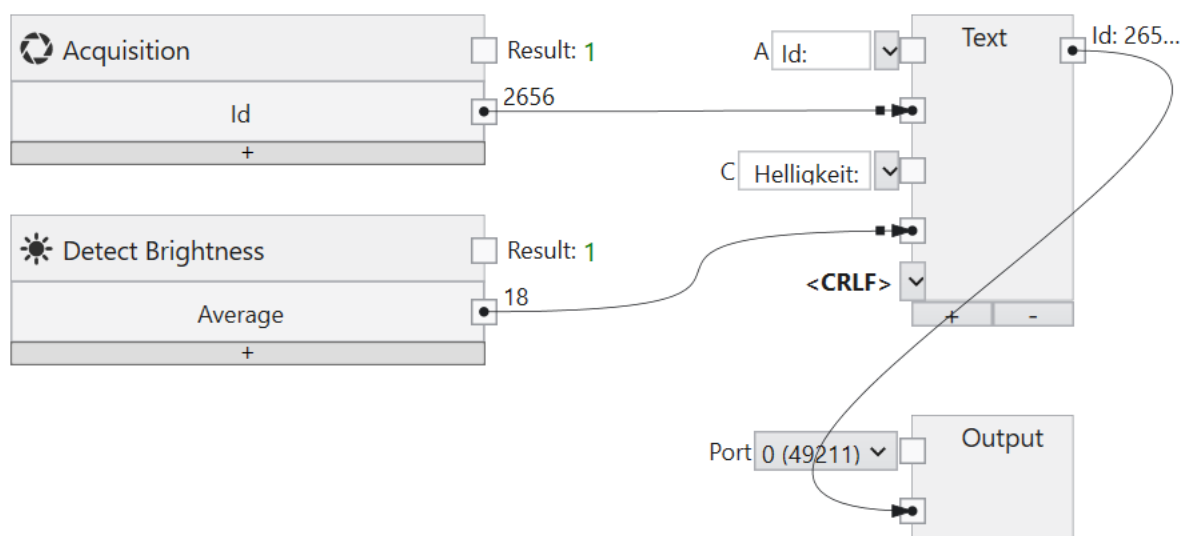 Acquisition
Result: 1
Id
2656
+
Detect Brightness
Result: 1
Average
18
+
Text
A Id:
C Helligkeit:
<CRLF>
+ -
Id: 265...
Output
Port 0 (49211)